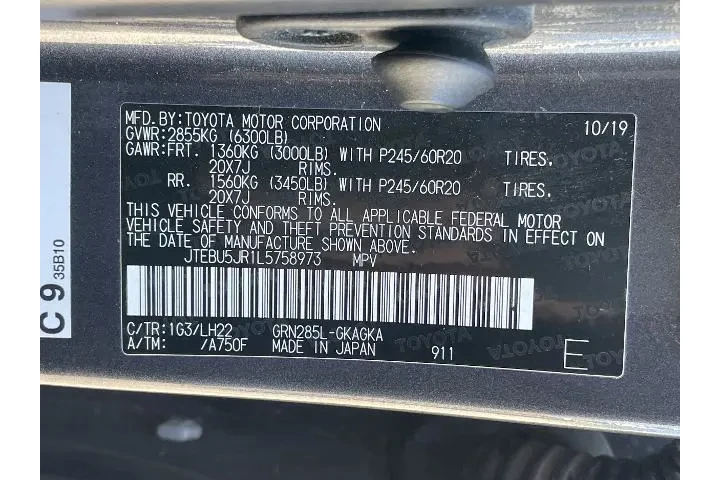 MFD.BY:TOYOTA MOTOR CORPORATION 10/19
GVWR:2855KG (6300LB)
GAWR:FRT. 1360KG (3000LB) WITH P245/60R20 TIRES.
20X7J RIMS.
RR. 1560KG (3450LB) WITH P245/60R20 TIRES.
20X7J RIMS.
THIS VEHICLE CONFORMS TO ALL APPLICABLE FEDERAL MOTOR
VEHICLE SAFETY AND THEFT PREVENTION STANDARDS IN EFFECT ON
THE DATE OF MANUFACTURE SHOWN ABOVE.
JTEBU5JR1L5758973 MPV
C/TR:1G3/LH22 GRN285L-GKAGKA
A/TM: /A750F MADE IN JAPAN 911 E
C 9 35B10
TOYOTA